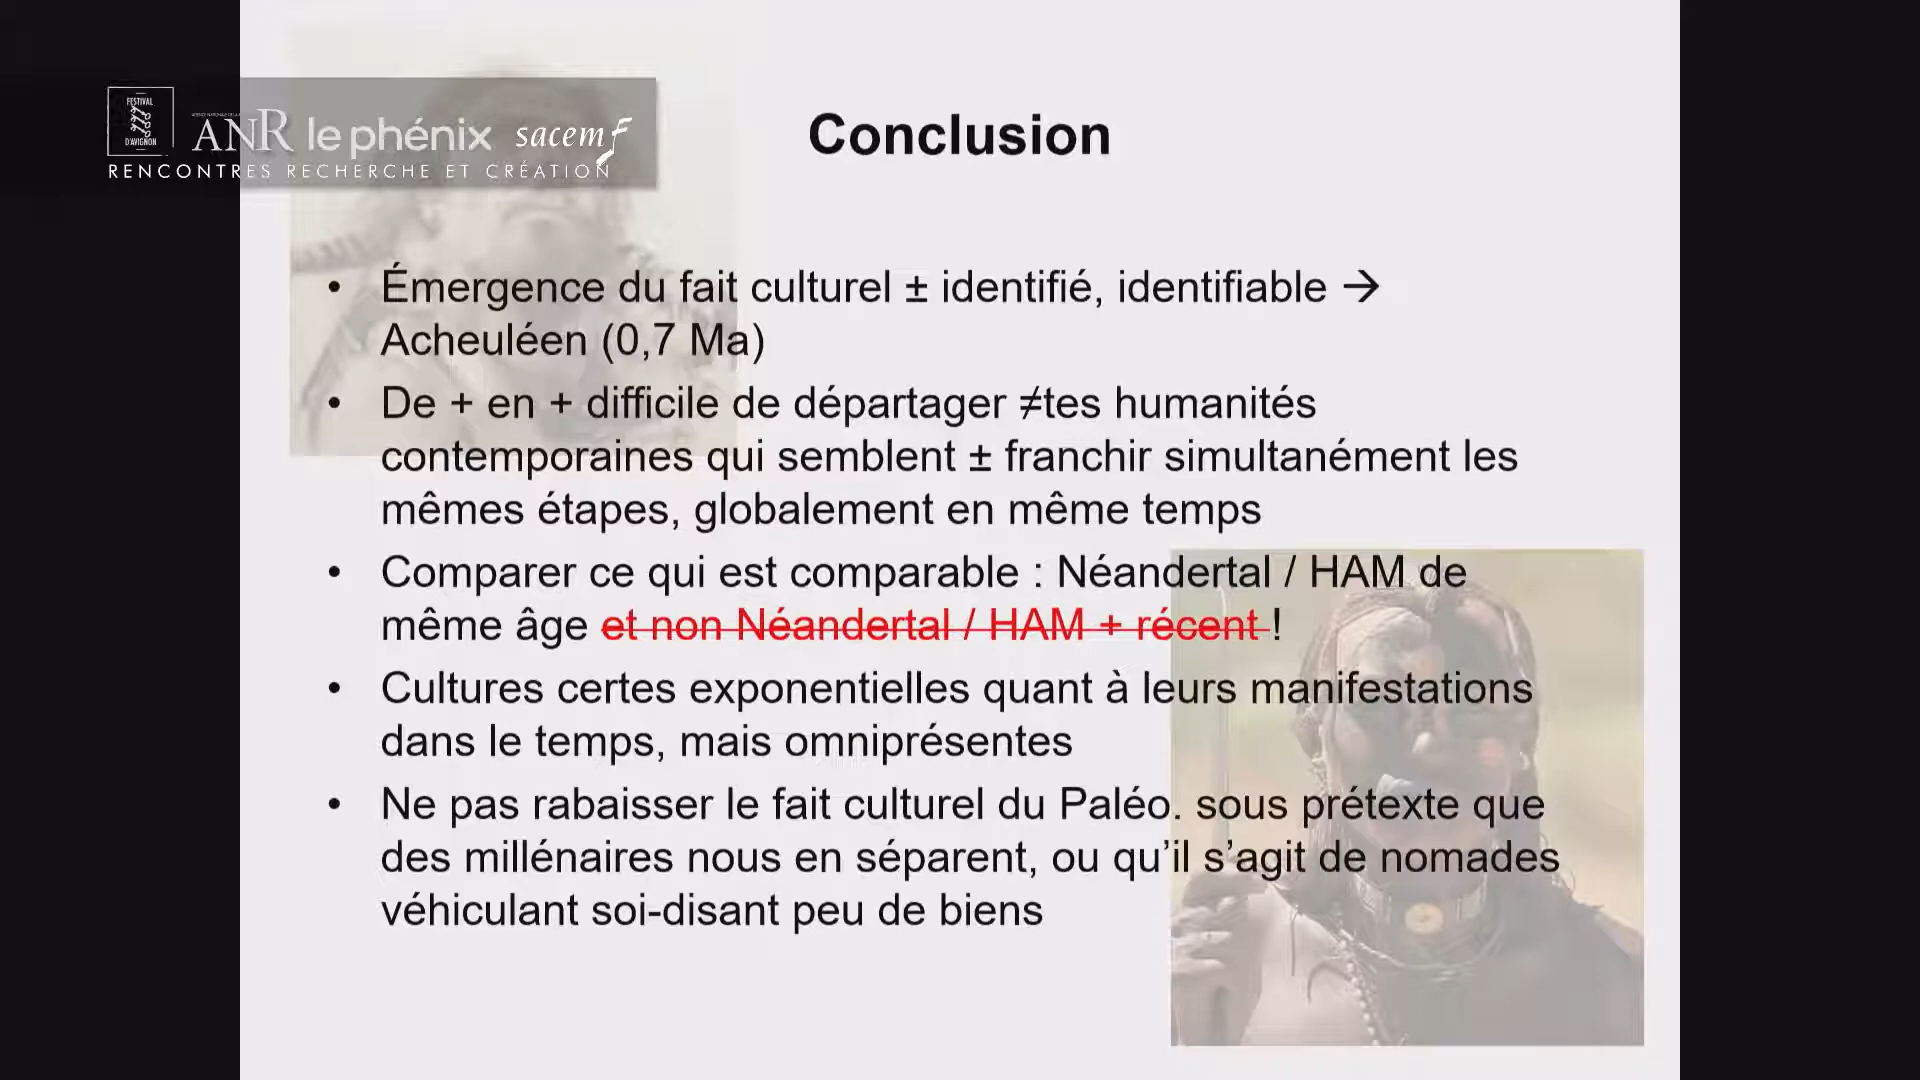 FESTIVAL
D'AVIGNON
ANR le phénix sacem
RENCONTRES RECHERCHE ET CRÉATION
Conclusion
• Émergence du fait culturel ± identifié, identifiable →
Acheuléen (0,7 Ma)
• De + en + difficile de départager ≠tes humanités
contemporaines qui semblent ± franchir simultanément les
mêmes étapes, globalement en même temps
• Comparer ce qui est comparable : Néandertal / HAM de
même âge et non Néandertal / HAM + récent !
• Cultures certes exponentielles quant à leurs manifestations
dans le temps, mais omniprésentes
• Ne pas rabaisser le fait culturel du Paléo. sous prétexte que
des millénaires nous en séparent, ou qu’il s’agit de nomades
véhiculant soi-disant peu de biens